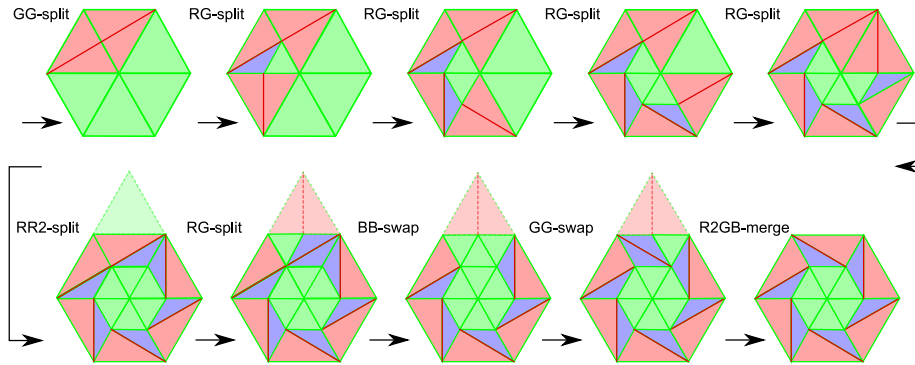 GG-split
RG-split
RG-split
RG-split
RG-split
RR2-split
RG-split
BB-swap
GG-swap
R2GB-merge